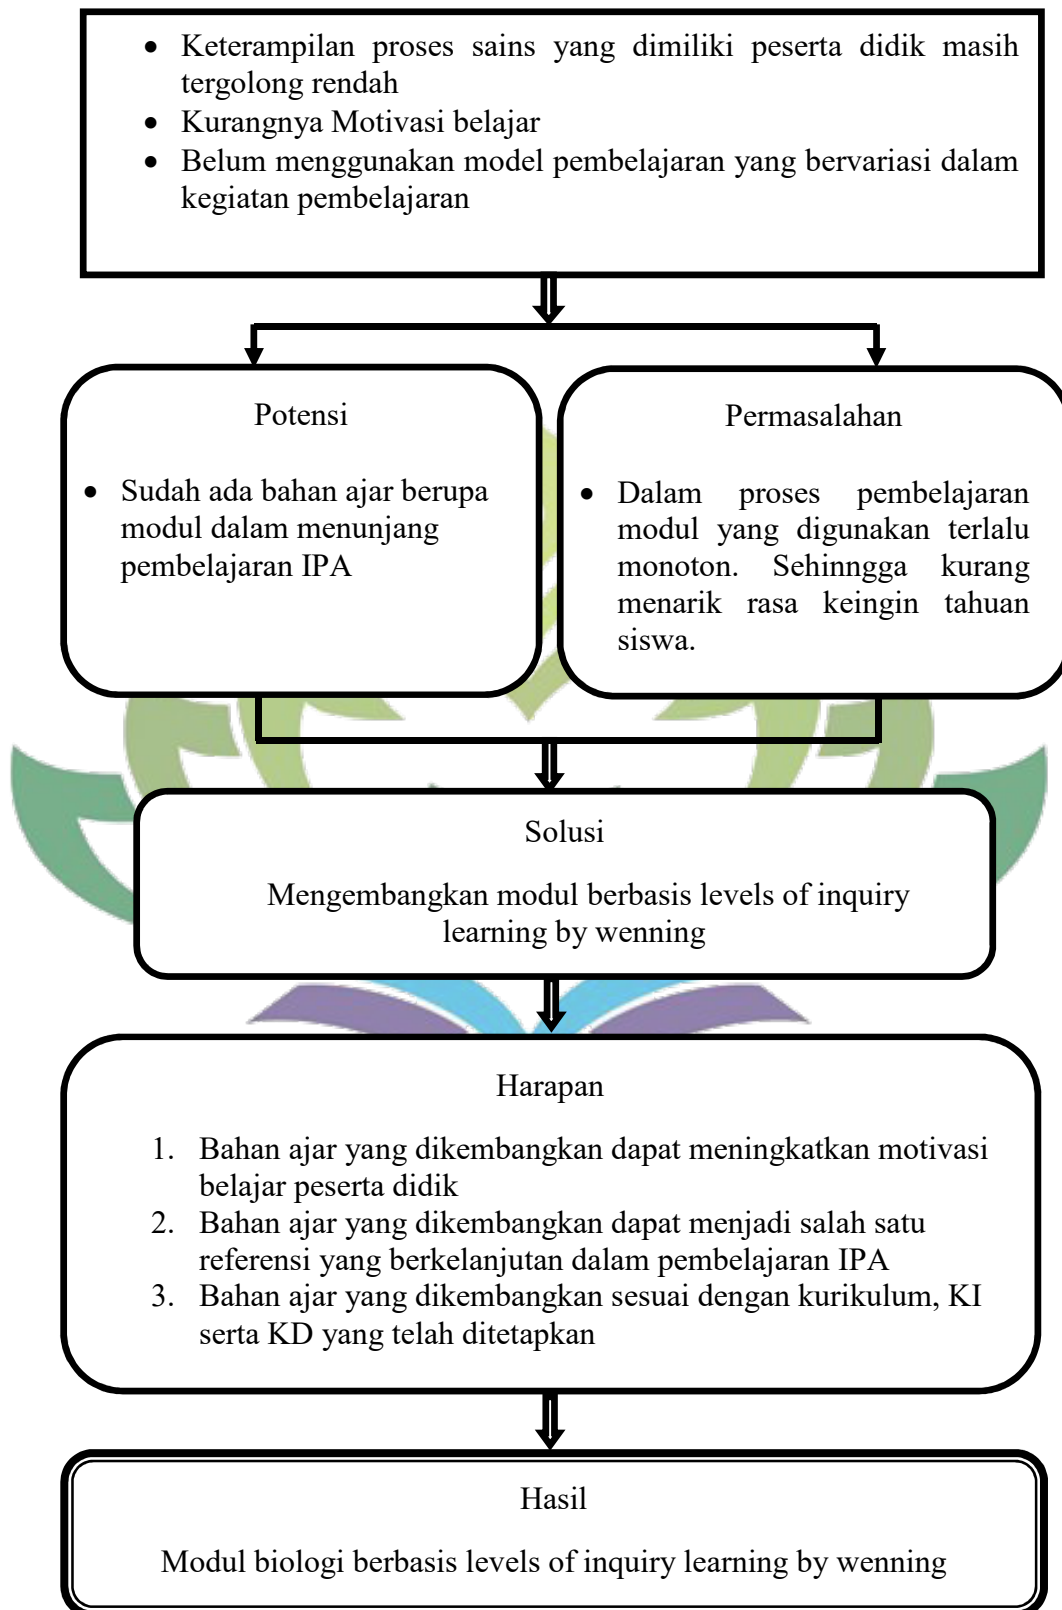 • Keterampilan proses sains yang dimiliki peserta didik masih
tergolong rendah
• Kurangnya Motivasi belajar
• Belum menggunakan model pembelajaran yang bervariasi dalam
kegiatan pembelajaran
Potensi
• Sudah ada bahan ajar berupa
modul dalam menunjang
pembelajaran IPA
Permasalahan
• Dalam proses pembelajaran
modul yang digunakan terlalu
monoton. Sehinngga kurang
menarik rasa keingin tahuan
siswa.
Solusi
Mengembangkan modul berbasis levels of inquiry
learning by wenning
Harapan
1. Bahan ajar yang dikembangkan dapat meningkatkan motivasi
belajar peserta didik
2. Bahan ajar yang dikembangkan dapat menjadi salah satu
referensi yang berkelanjutan dalam pembelajaran IPA
3. Bahan ajar yang dikembangkan sesuai dengan kurikulum, KI
serta KD yang telah ditetapkan
Hasil
Modul biologi berbasis levels of inquiry learning by wenning